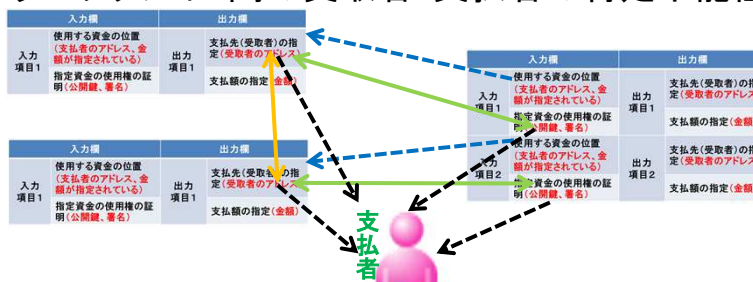 入力欄 出力欄
入力項目1
使用する資金の位置
(支払者のアドレス、金
額が指定されている)
指定資金の使用権の証
明(公開鍵、署名)
出力項目1
支払先(受取者)の指
定(受取者のアドレス)
支払額の指定(金額)
入力欄 出力欄
入力項目1
使用する資金の位置
(支払者のアドレス、金
額が指定されている)
指定資金の使用権の証
明(公開鍵、署名)
出力項目1
支払先(受取者)の指
定(受取者のアドレス)
支払額の指定(金額)
入力欄 出力欄
入力項目1
使用する資金の位置
(支払者のアドレス、金
額が指定されている)
指定資金の使用権の証
明(公開鍵、署名)
出力項目1
支払先(受取者)の指
定(受取者のアドレス
支払額の指定(金額
入力項目2
使用する資金の位置
(支払者のアドレス、金
額が指定されている)
指定資金の使用権の証
明(公開鍵、署名)
出力項目2
支払先(受取者)の指
定(受取者のアドレス
支払額の指定(金額
支払者